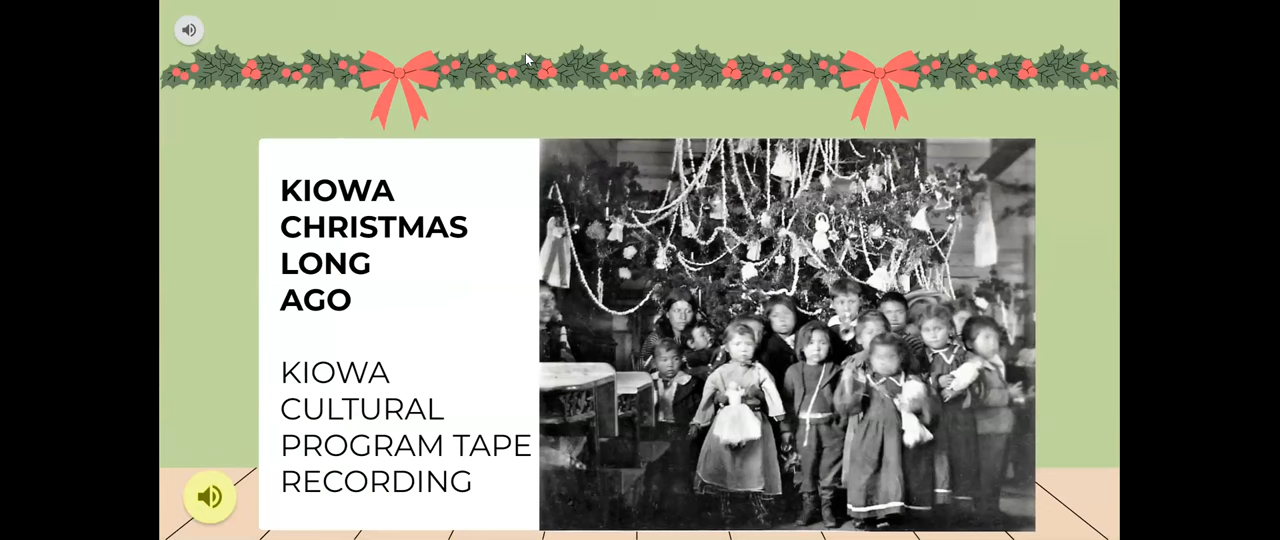 KIOWA
CHRISTMAS
LONG
AGO
KIOWA
CULTURAL
PROGRAM TAPE
RECORDING